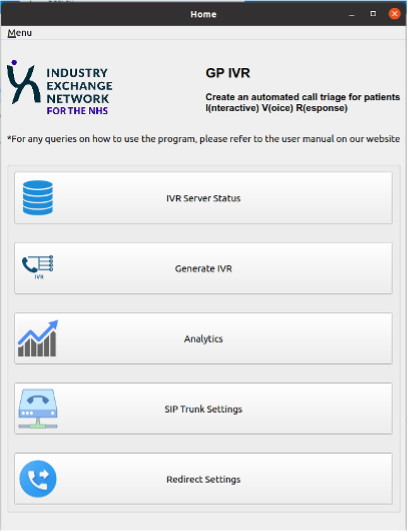 Home
Menu
INDUSTRY
EXCHANGE
NETWORK
FOR THE NHS
GP IVR
Create an automated call triage for patients
I(nteractive) V(oice) R(esponse)
*For any queries on how to use the program, please refer to the user manual on our website
IVR Server Status
IVR
Generate IVR
Analytics
SIP Trunk Settings
Redirect Settings